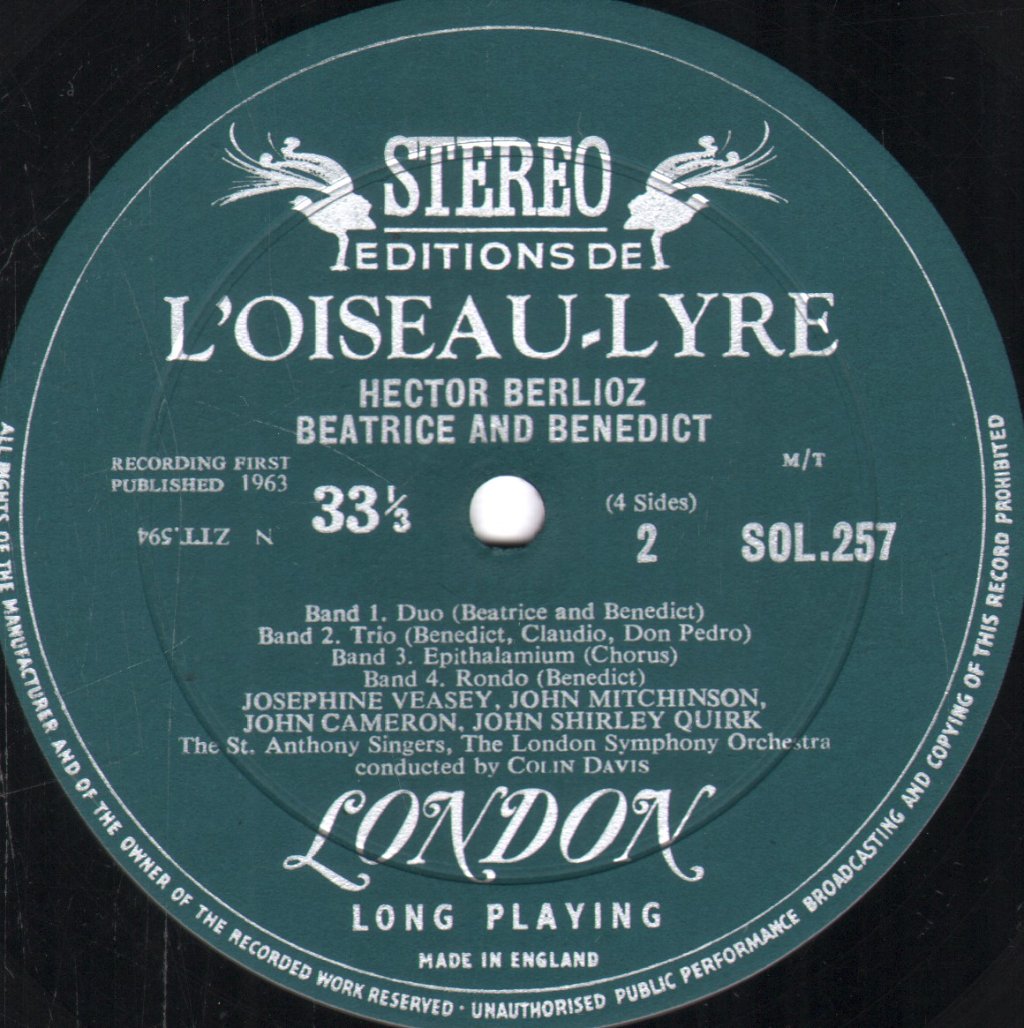 STEREO
EDITIONS DE
L'OISEAU-LYRE
HECTOR BERLIOZ
BEATRICE AND BENEDICT
RECORDING FIRST
PUBLISHED 1963
M/T
33⅓
(4 Sides)
N ZTT.594
2
SOL.257
Band 1. Duo (Beatrice and Benedict)
Band 2. Trio (Benedict, Claudio, Don Pedro)
Band 3. Epithalamium (Chorus)
Band 4. Rondo (Benedict)
JOSEPHINE VEASEY, JOHN MITCHINSON,
JOHN CAMERON, JOHN SHIRLEY QUIRK
The St. Anthony Singers, The London Symphony Orchestra
conducted by COLIN DAVIS
LONDON
LONG PLAYING
MADE IN ENGLAND
ALL RIGHTS OF THE MANUFACTURER AND OF THE OWNER OF THE RECORDED WORK RESERVED · UNAUTHORISED PUBLIC PERFORMANCE BROADCASTING AND COPYING OF THIS RECORD PROHIBITED